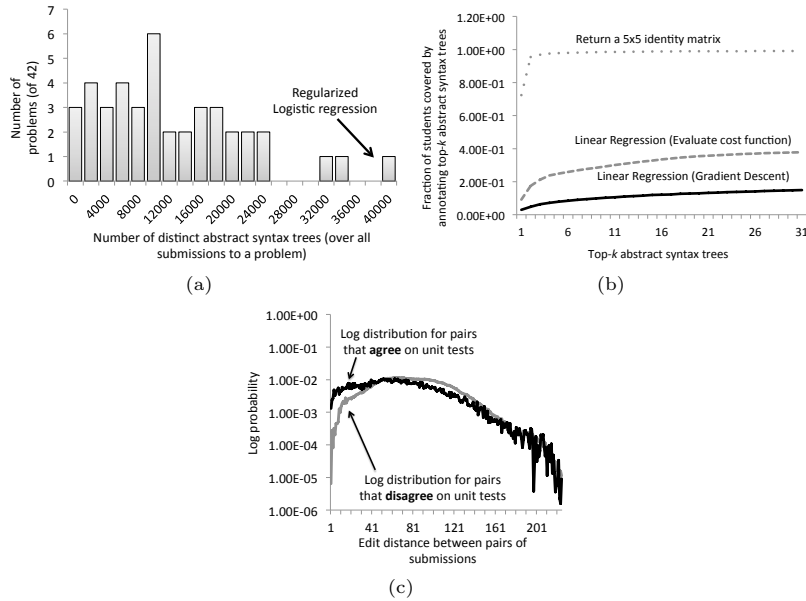 7
6
5
4
3
2
1
0
Number of
problems (of 42)
Regularized
Logistic regression
0
4000
8000
12000
16000
20000
24000
28000
32000
36000
40000
Number of distinct abstract syntax trees (over all
submissions to a problem)
(a)
Fraction of students covered by
annotating top-k abstract syntax trees
1.20E+00
1.00E+00
8.00E-01
6.00E-01
4.00E-01
2.00E-01
0.00E+00
Return a 5x5 identity matrix
Linear Regression (Evaluate cost function)
Linear Regression (Gradient Descent)
1 6 11 16 21 26 31
Top-k abstract syntax trees
(b)
Log probability
1.00E+00
1.00E-01
1.00E-02
1.00E-03
1.00E-04
1.00E-05
1.00E-06
Log distribution for pairs
that agree on unit tests
Log distribution for pairs
that disagree on unit tests
1 41 81 121 161 201
Edit distance between pairs of
submissions
(c)